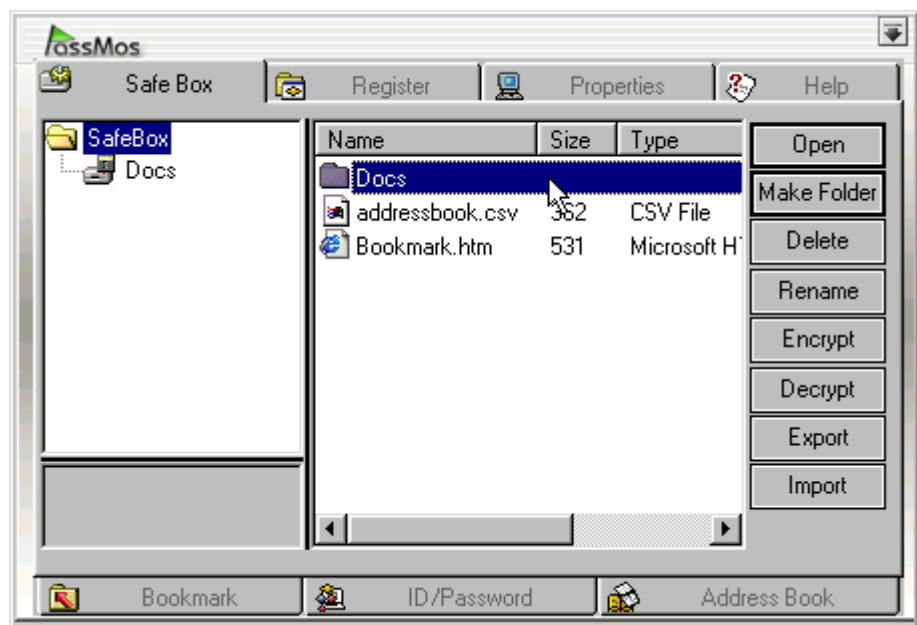 PassMos
Safe Box Register Properties Help
SafeBox
Docs
Name Size Type
Docs
addressbook.csv CSV File
Bookmark.htm 531 Microsoft H
Open
Make Folder
Delete
Rename
Encrypt
Decrypt
Export
Import
Bookmark ID/Password Address Book